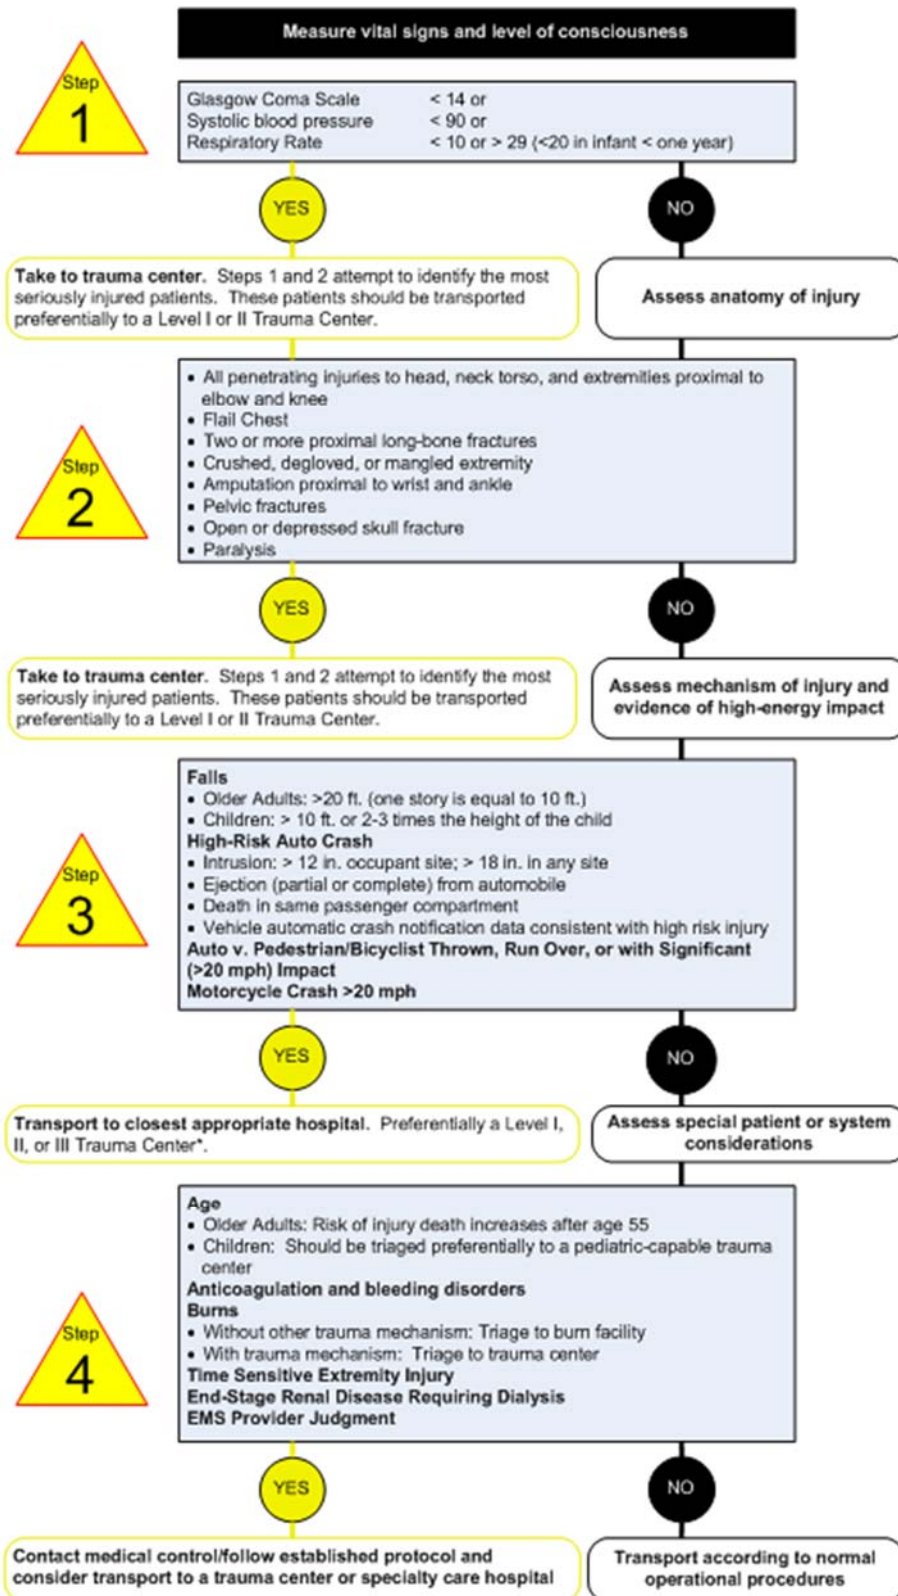 Measure vital signs and level of consciousness
Step
1
Glasgow Coma Scale < 14 or
Systolic blood pressure < 90 or
Respiratory Rate < 10 or > 29 (<20 in infant < one year)
YES
NO
Take to trauma center. Steps 1 and 2 attempt to identify the most
seriously injured patients. These patients should be transported
preferentially to a Level I or II Trauma Center.
Assess anatomy of injury
Step
2
• All penetrating injuries to head, neck torso, and extremities proximal to
elbow and knee
• Flail Chest
• Two or more proximal long-bone fractures
• Crushed, degloved, or mangled extremity
• Amputation proximal to wrist and ankle
• Pelvic fractures
• Open or depressed skull fracture
• Paralysis
YES
NO
Take to trauma center. Steps 1 and 2 attempt to identify the most
seriously injured patients. These patients should be transported
preferentially to a Level I or II Trauma Center.
Assess mechanism of injury and
evidence of high-energy impact
Step
3
Falls
• Older Adults: >20 ft. (one story is equal to 10 ft.)
• Children: > 10 ft. or 2-3 times the height of the child
High-Risk Auto Crash
• Intrusion: > 12 in. occupant site; > 18 in. in any site
• Ejection (partial or complete) from automobile
• Death in same passenger compartment
• Vehicle automatic crash notification data consistent with high risk injury
Auto v. Pedestrian/Bicyclist Thrown, Run Over, or with Significant
(>20 mph) Impact
Motorcycle Crash >20 mph
YES
NO
Transport to closest appropriate hospital. Preferentially a Level I,
II, or III Trauma Center*.
Assess special patient or system
considerations
Step
4
Age
• Older Adults: Risk of injury death increases after age 55
• Children: Should be triaged preferentially to a pediatric-capable trauma
center
Anticoagulation and bleeding disorders
Burns
• Without other trauma mechanism: Triage to burn facility
• With trauma mechanism: Triage to trauma center
Time Sensitive Extremity Injury
End-Stage Renal Disease Requiring Dialysis
EMS Provider Judgment
YES
NO
Contact medical control/follow established protocol and
consider transport to a trauma center or specialty care hospital
Transport according to normal
operational procedures